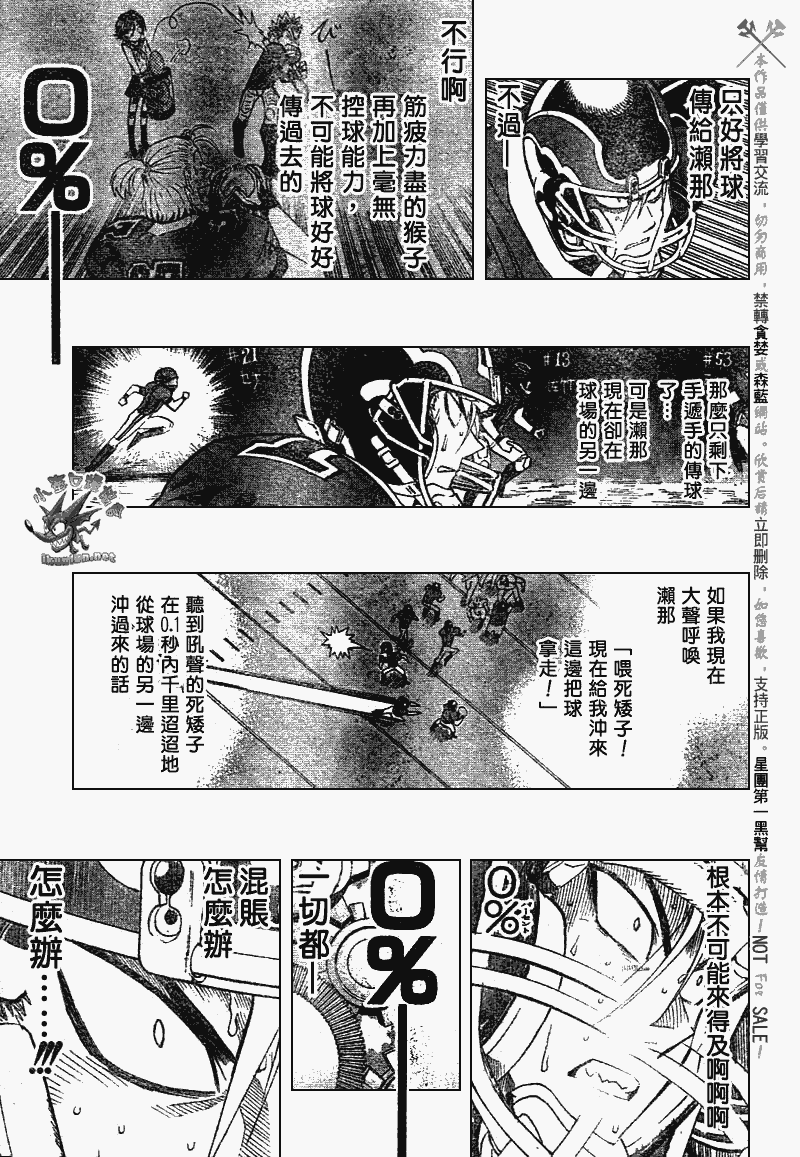 只好將球
傳給瀨那
不過—
不行啊
筋疲力盡的猴子
再加上毫無
控球能力，
不可能將球好好
傳過去的
び
0%—
#21
#13
#53
那麼只剩下
手遞手的傳球
了…
可是瀨那
現在卻在
球場的另一邊
如果我現在
大聲呼喚
瀨那
「喂死矮子！
現在給我沖來
這邊把球
拿走！」
聽到吼聲的死矮子
在0.1秒內千里迢迢地
從球場的另一邊
沖過來的話
根本不可能來得及啊啊啊
0%
パーセント
0%—
一切都—
混賬
怎麼辦
怎麼辦……!!!
本作品僅供學習交流，切勿商用，禁轉貪婪或森藍網站。欣賞后請立即刪除，如您喜歡，支持正版。星團第一黑幫友情打造！NOT For SALE！